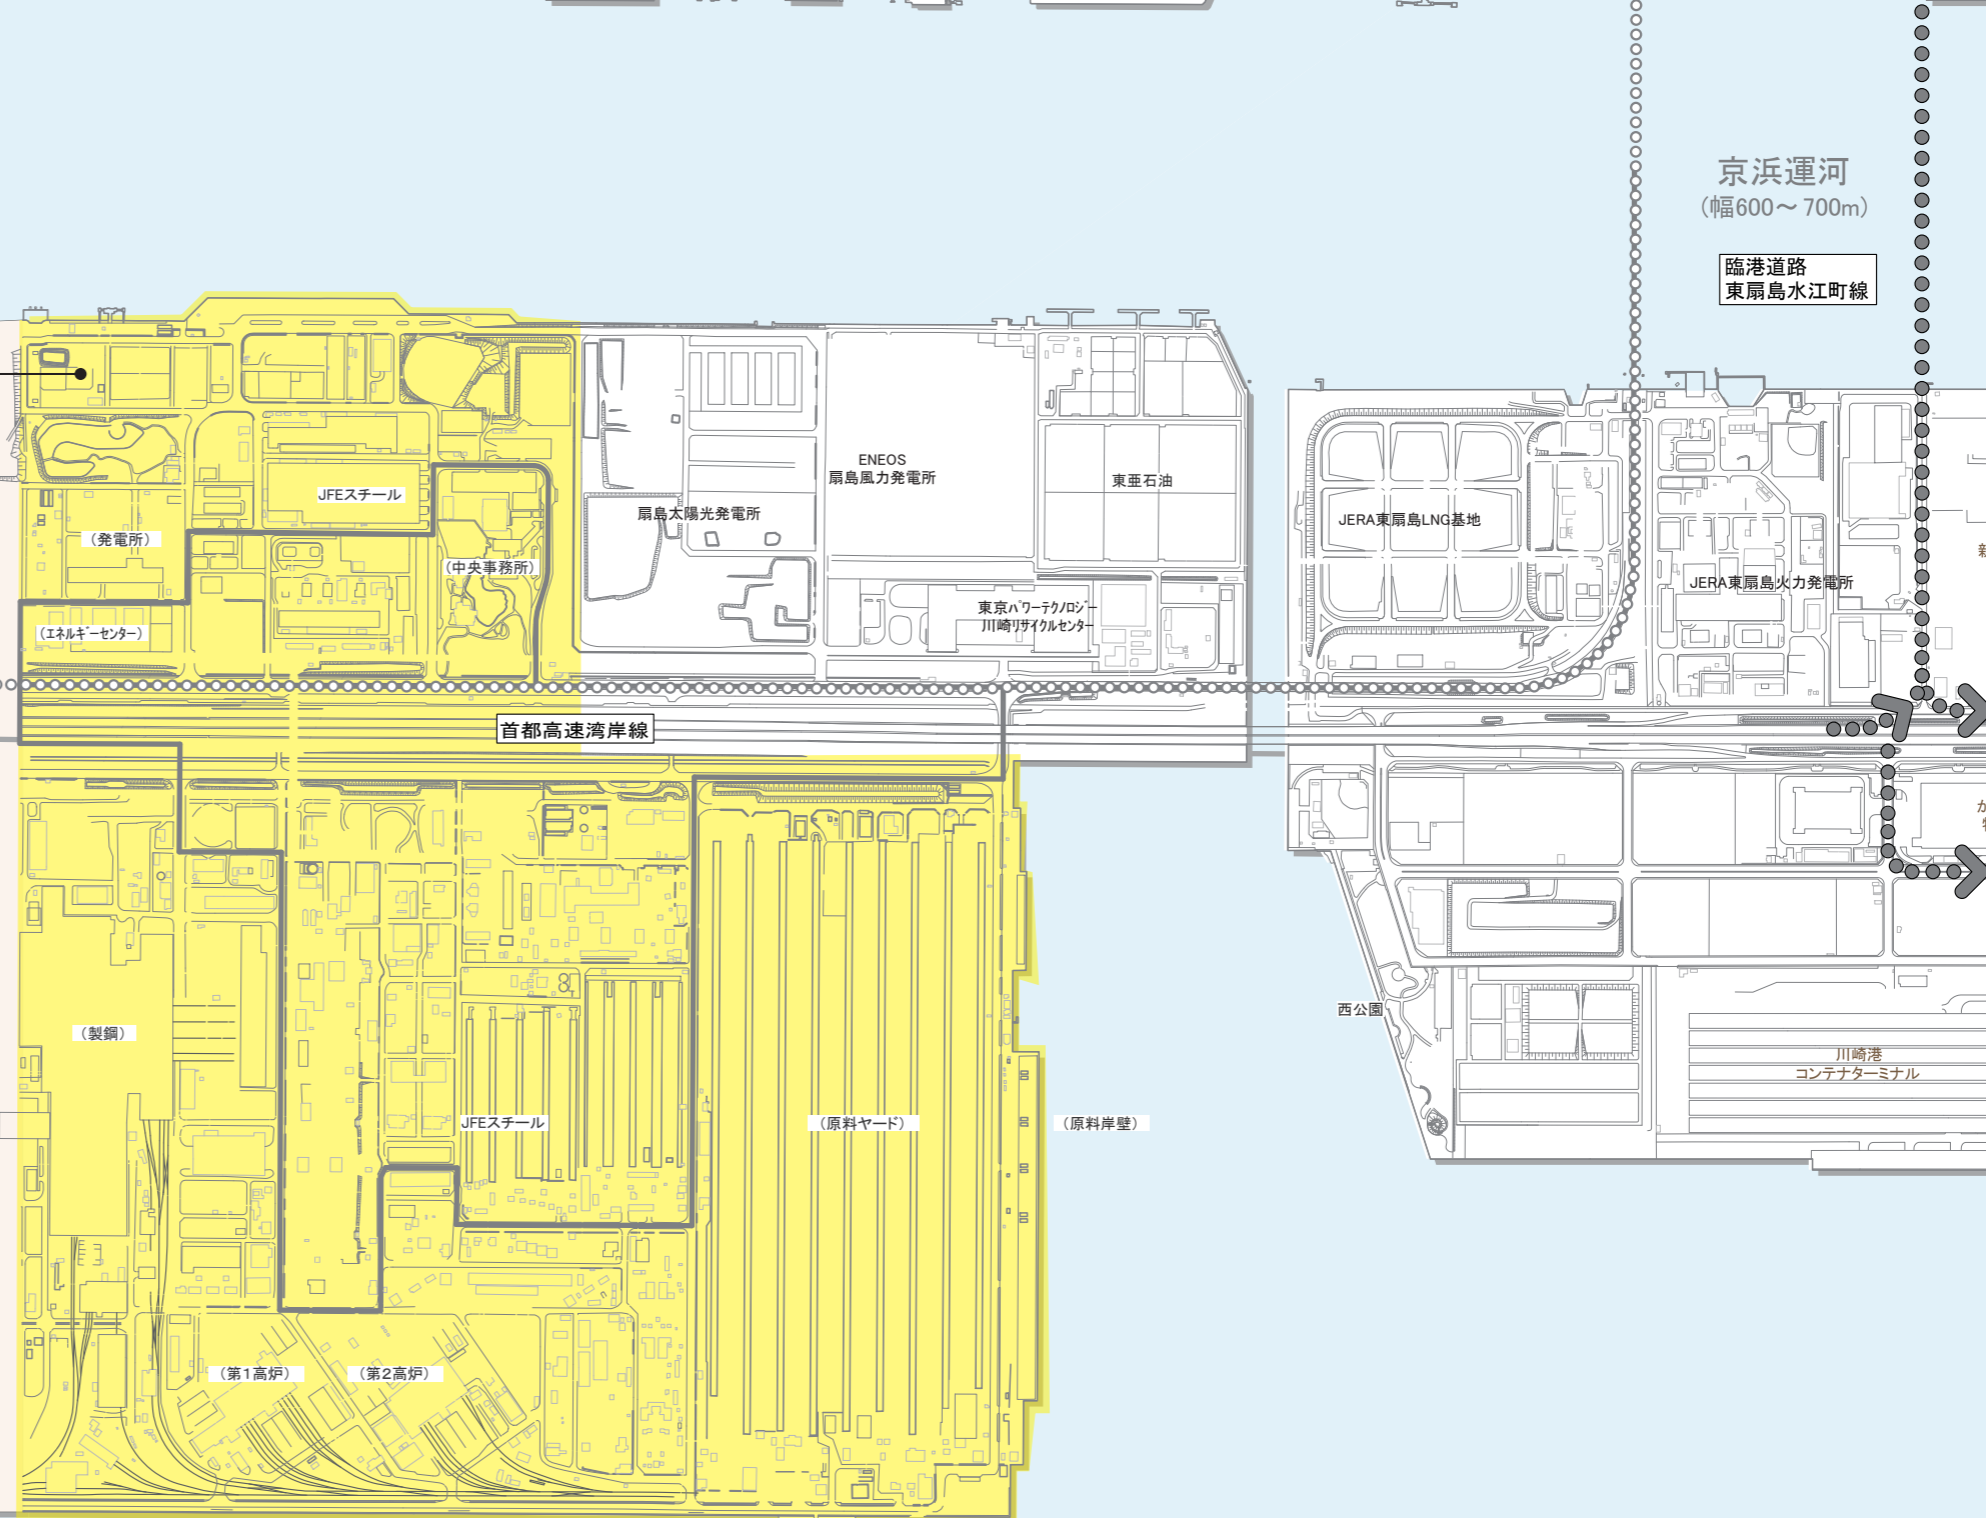 京浜運河
（幅600～700m）
臨港道路
東扇島水江町線
ENEOS
扇島風力発電所
東亜石油
JFEスチール
扇島太陽光発電所
JERA東扇島LNG基地
（発電所）
（中央事務所）
JERA東扇島火力発電所
東京ﾊﾟﾜｰﾃｸﾉﾛｼﾞｰ
川崎ﾘｻｲｸﾙｾﾝﾀｰ
（ｴﾈﾙｷﾞｰｾﾝﾀｰ）
首都高速湾岸線
西公園
（製鋼）
川崎港
コンテナターミナル
JFEスチール
（原料ヤード）
（原料岸壁）
（第1高炉）
（第2高炉）